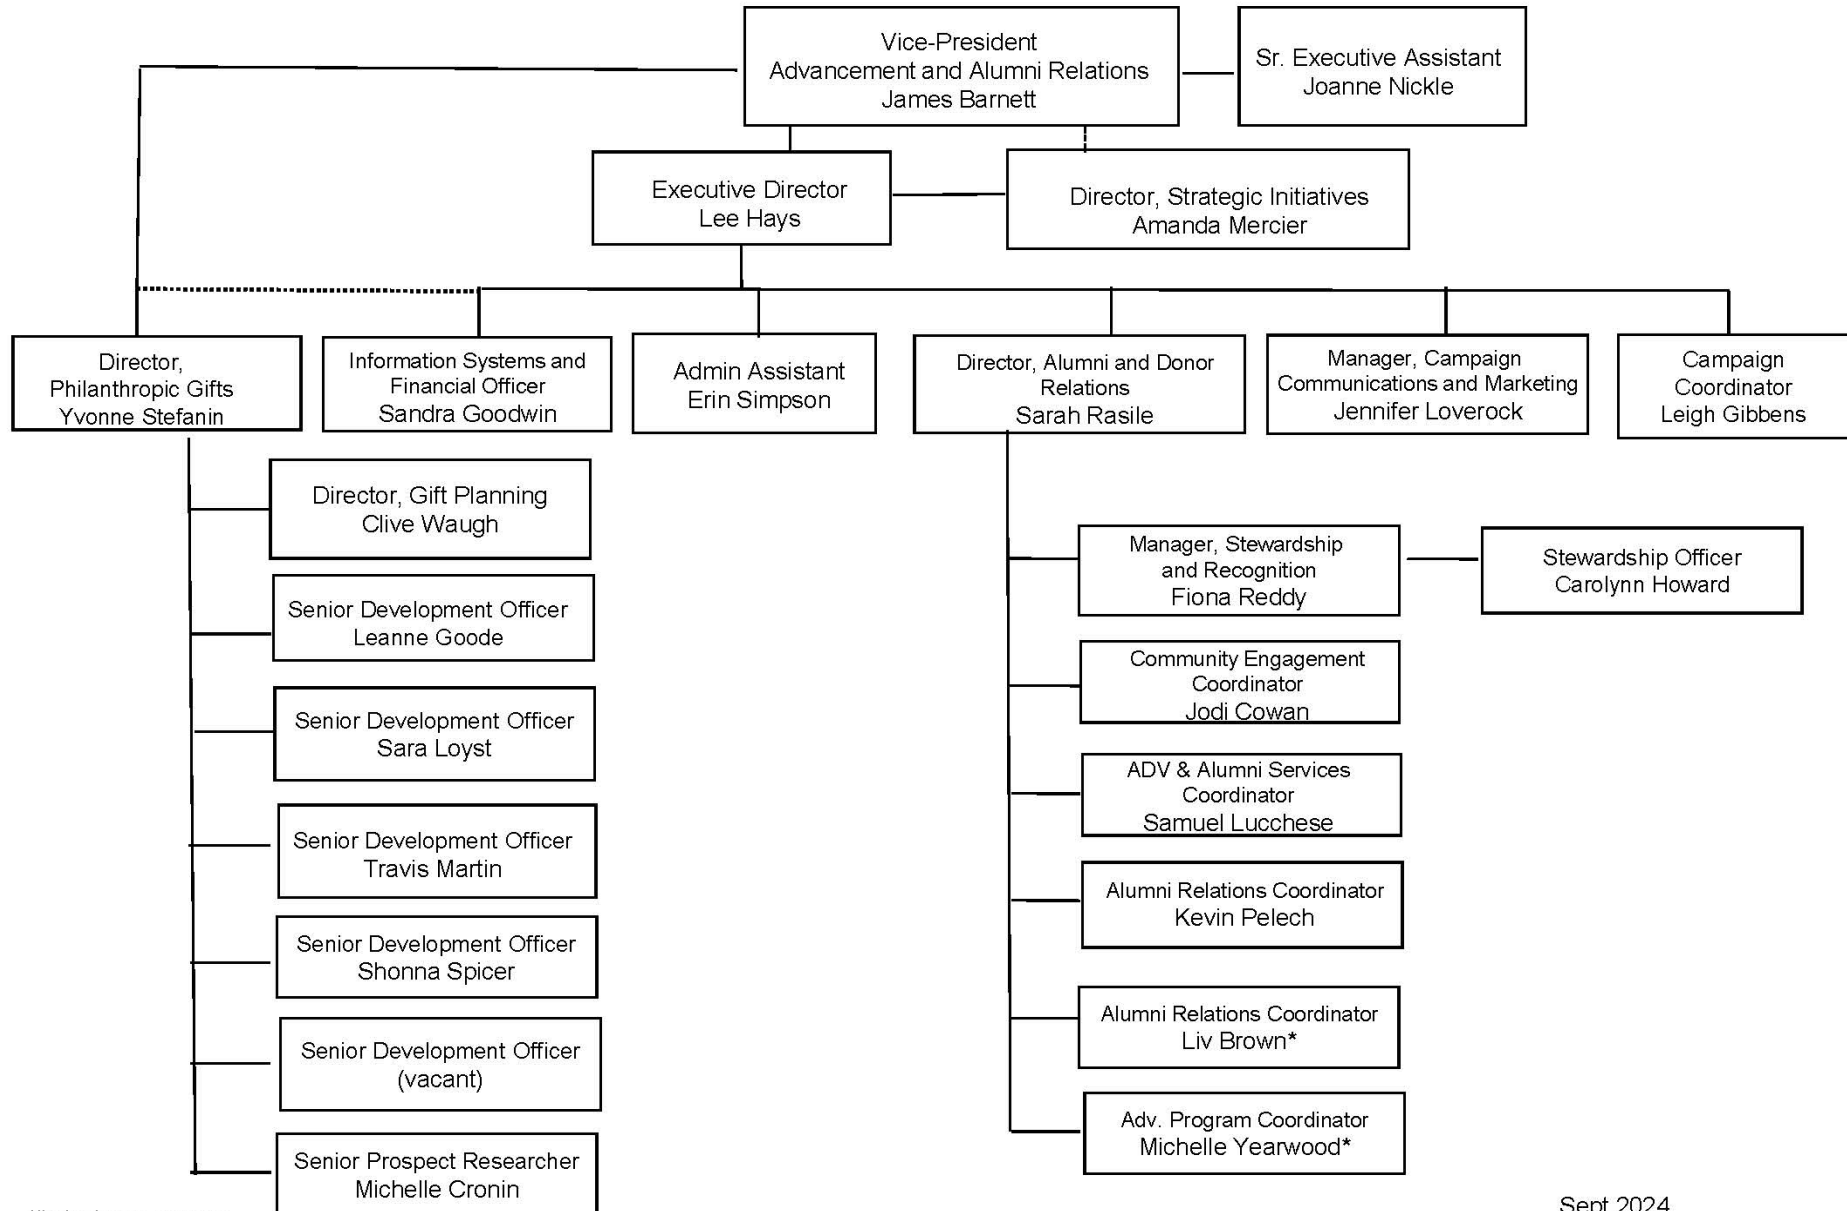 Vice-President
Advancement and Alumni Relations
James Barnett
Sr. Executive Assistant
Joanne Nickle
Executive Director
Lee Hays
Director, Strategic Initiatives
Amanda Mercier
Director,
Philanthropic Gifts
Yvonne Stefanin
Information Systems and
Financial Officer
Sandra Goodwin
Admin Assistant
Erin Simpson
Director, Alumni and Donor
Relations
Sarah Rasile
Manager, Campaign
Communications and Marketing
Jennifer Loverock
Campaign
Coordinator
Leigh Gibbens
Director, Gift Planning
Clive Waugh
Senior Development Officer
Leanne Goode
Senior Development Officer
Sara Loyst
Senior Development Officer
Travis Martin
Senior Development Officer
Shonna Spicer
Senior Development Officer
(vacant)
Senior Prospect Researcher
Michelle Cronin
Manager, Stewardship
and Recognition
Fiona Reddy
Stewardship Officer
Carolynn Howard
Community Engagement
Coordinator
Jodi Cowan
ADV & Alumni Services
Coordinator
Samuel Lucchese
Alumni Relations Coordinator
Kevin Pelech
Alumni Relations Coordinator
Liv Brown*
Adv. Program Coordinator
Michelle Yearwood*
Sept 2024